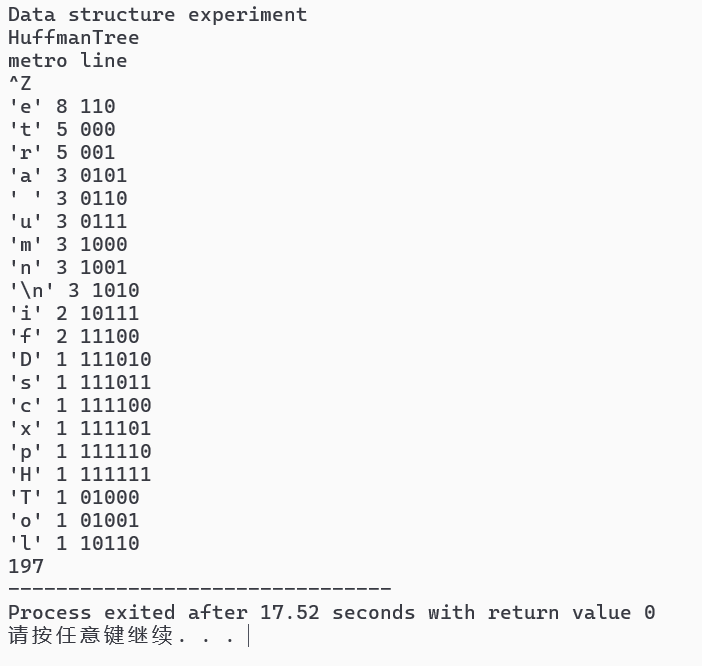 Data structure experiment
HuffmanTree
metro line
^Z
'e' 8 110
't' 5 000
'r' 5 001
'a' 3 0101
' ' 3 0110
'u' 3 0111
'm' 3 1000
'n' 3 1001
'\n' 3 1010
'i' 2 10111
'f' 2 11100
'D' 1 111010
's' 1 111011
'c' 1 111100
'x' 1 111101
'p' 1 111110
'H' 1 111111
'T' 1 01000
'o' 1 01001
'l' 1 10110
197
--------------------------------
Process exited after 17.52 seconds with return value 0
请按任意键继续. . .